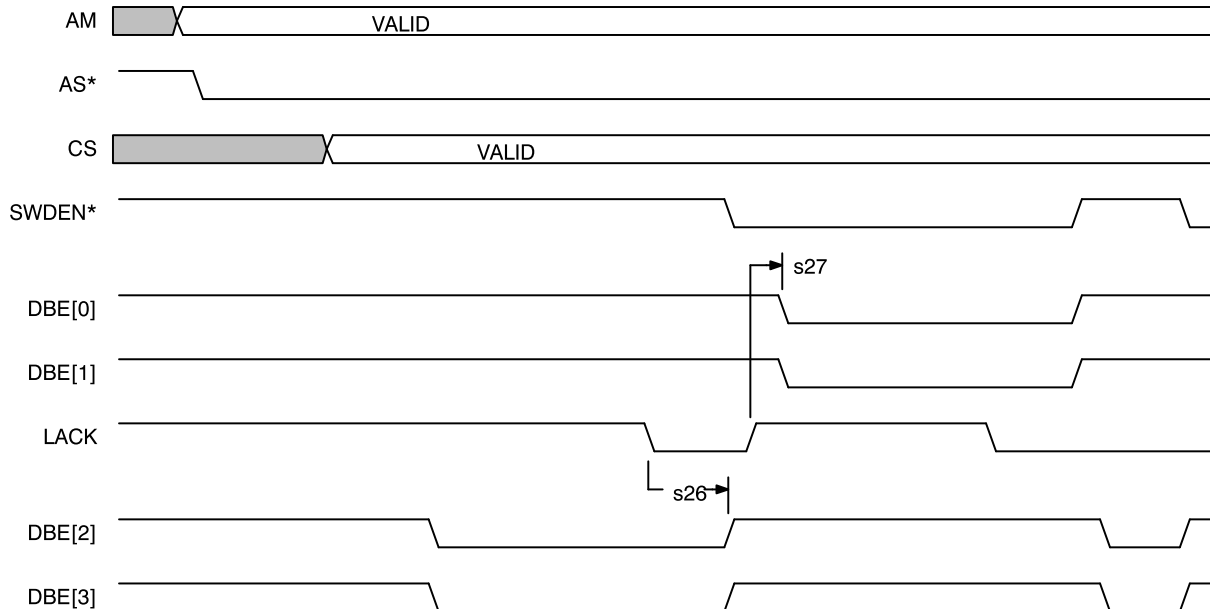 AM
VALID
AS*
CS
VALID
SWDEN*
s27
DBE[0]
DBE[1]
LACK
s26
DBE[2]
DBE[3]